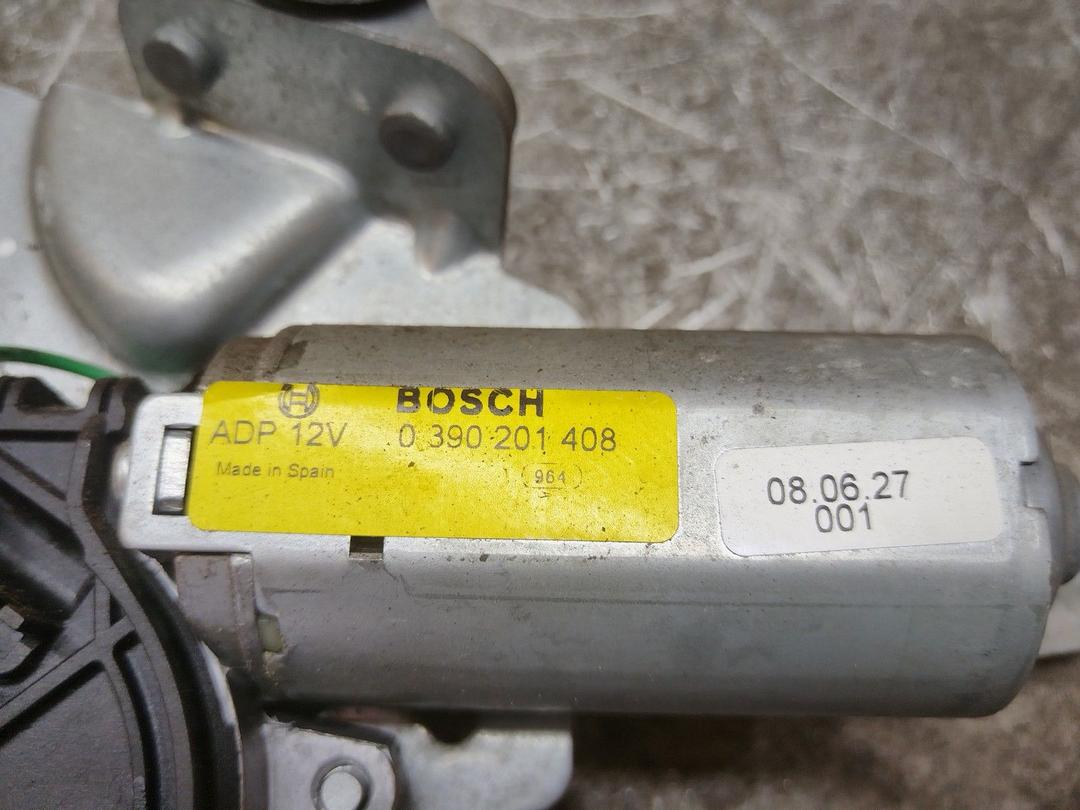 BOSCH
ADP 12V 0 390 201 408
Made in Spain 964
08.06.27
001